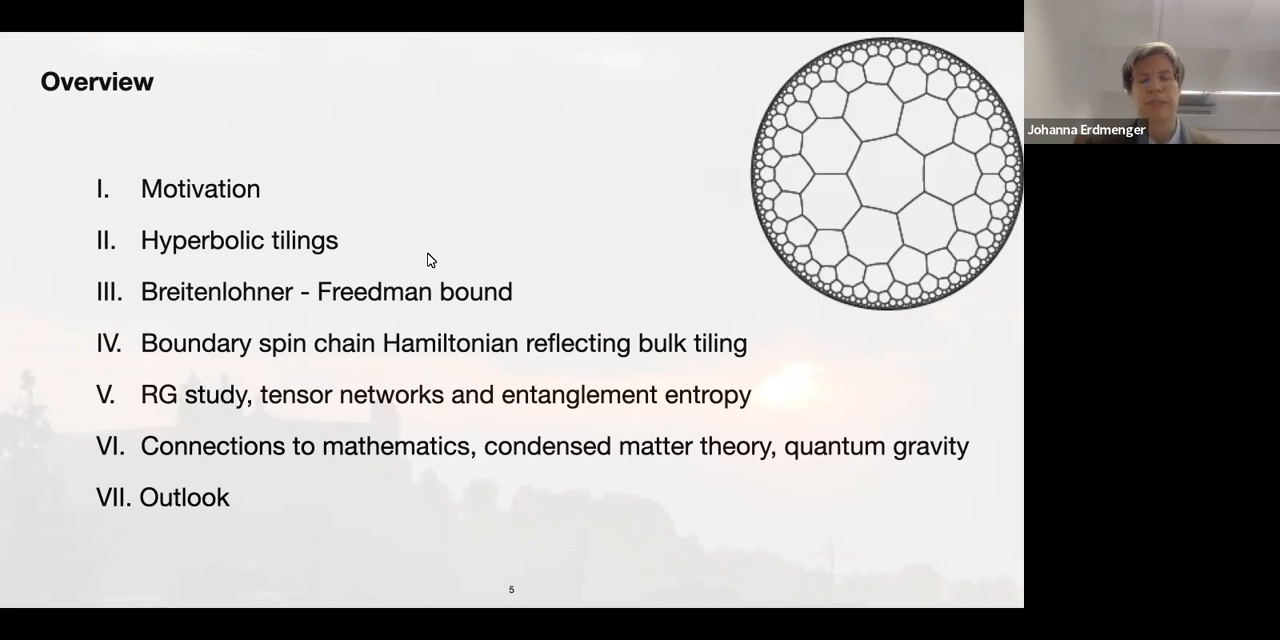 Overview
I. Motivation
II. Hyperbolic tilings
III. Breitenlohner - Freedman bound
IV. Boundary spin chain Hamiltonian reflecting bulk tiling
V. RG study, tensor networks and entanglement entropy
VI. Connections to mathematics, condensed matter theory, quantum gravity
VII. Outlook
5
Johanna Erdmenger